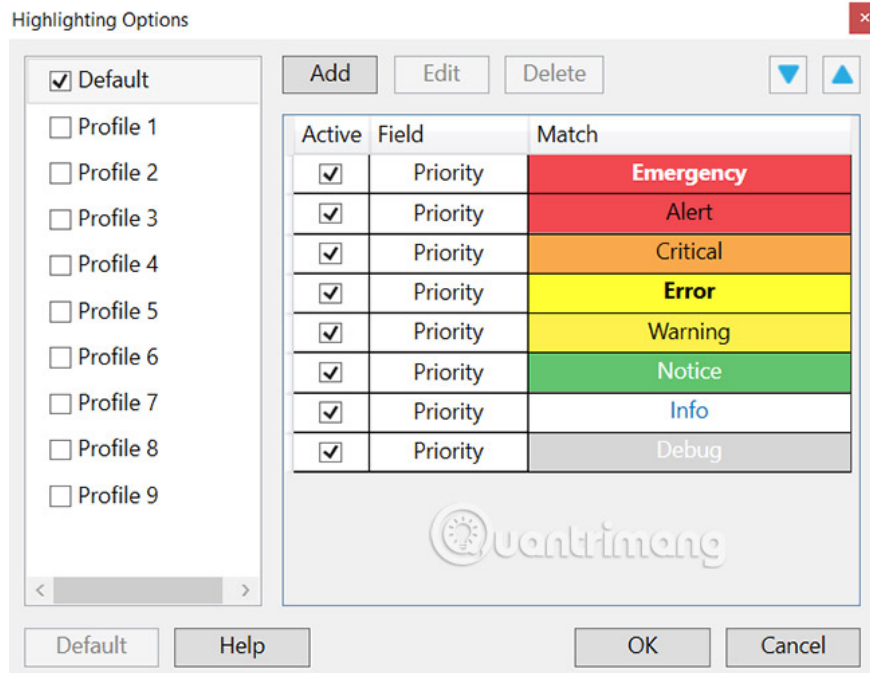 Highlighting Options
Default
Profile 1
Profile 2
Profile 3
Profile 4
Profile 5
Profile 6
Profile 7
Profile 8
Profile 9
Add Edit Delete
Active Field Match
Priority Emergency
Priority Alert
Priority Critical
Priority Error
Priority Warning
Priority Notice
Priority Info
Priority Debug
Quantrimang
Default Help OK Cancel